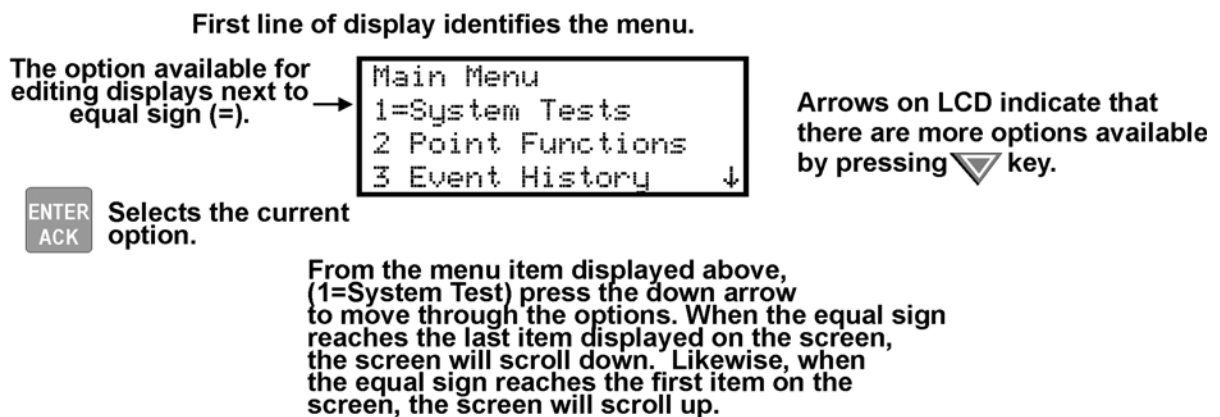 First line of display identifies the menu.
The option available for
editing displays next to
equal sign (=).
Main Menu
1=System Tests
2 Point Functions
3 Event History ↓
Arrows on LCD indicate that
there are more options available
by pressing key.
ENTER
ACK
Selects the current
option.
From the menu item displayed above,
(1=System Test) press the down arrow
to move through the options. When the equal sign
reaches the last item displayed on the screen,
the screen will scroll down. Likewise, when
the equal sign reaches the first item on the
screen, the screen will scroll up.